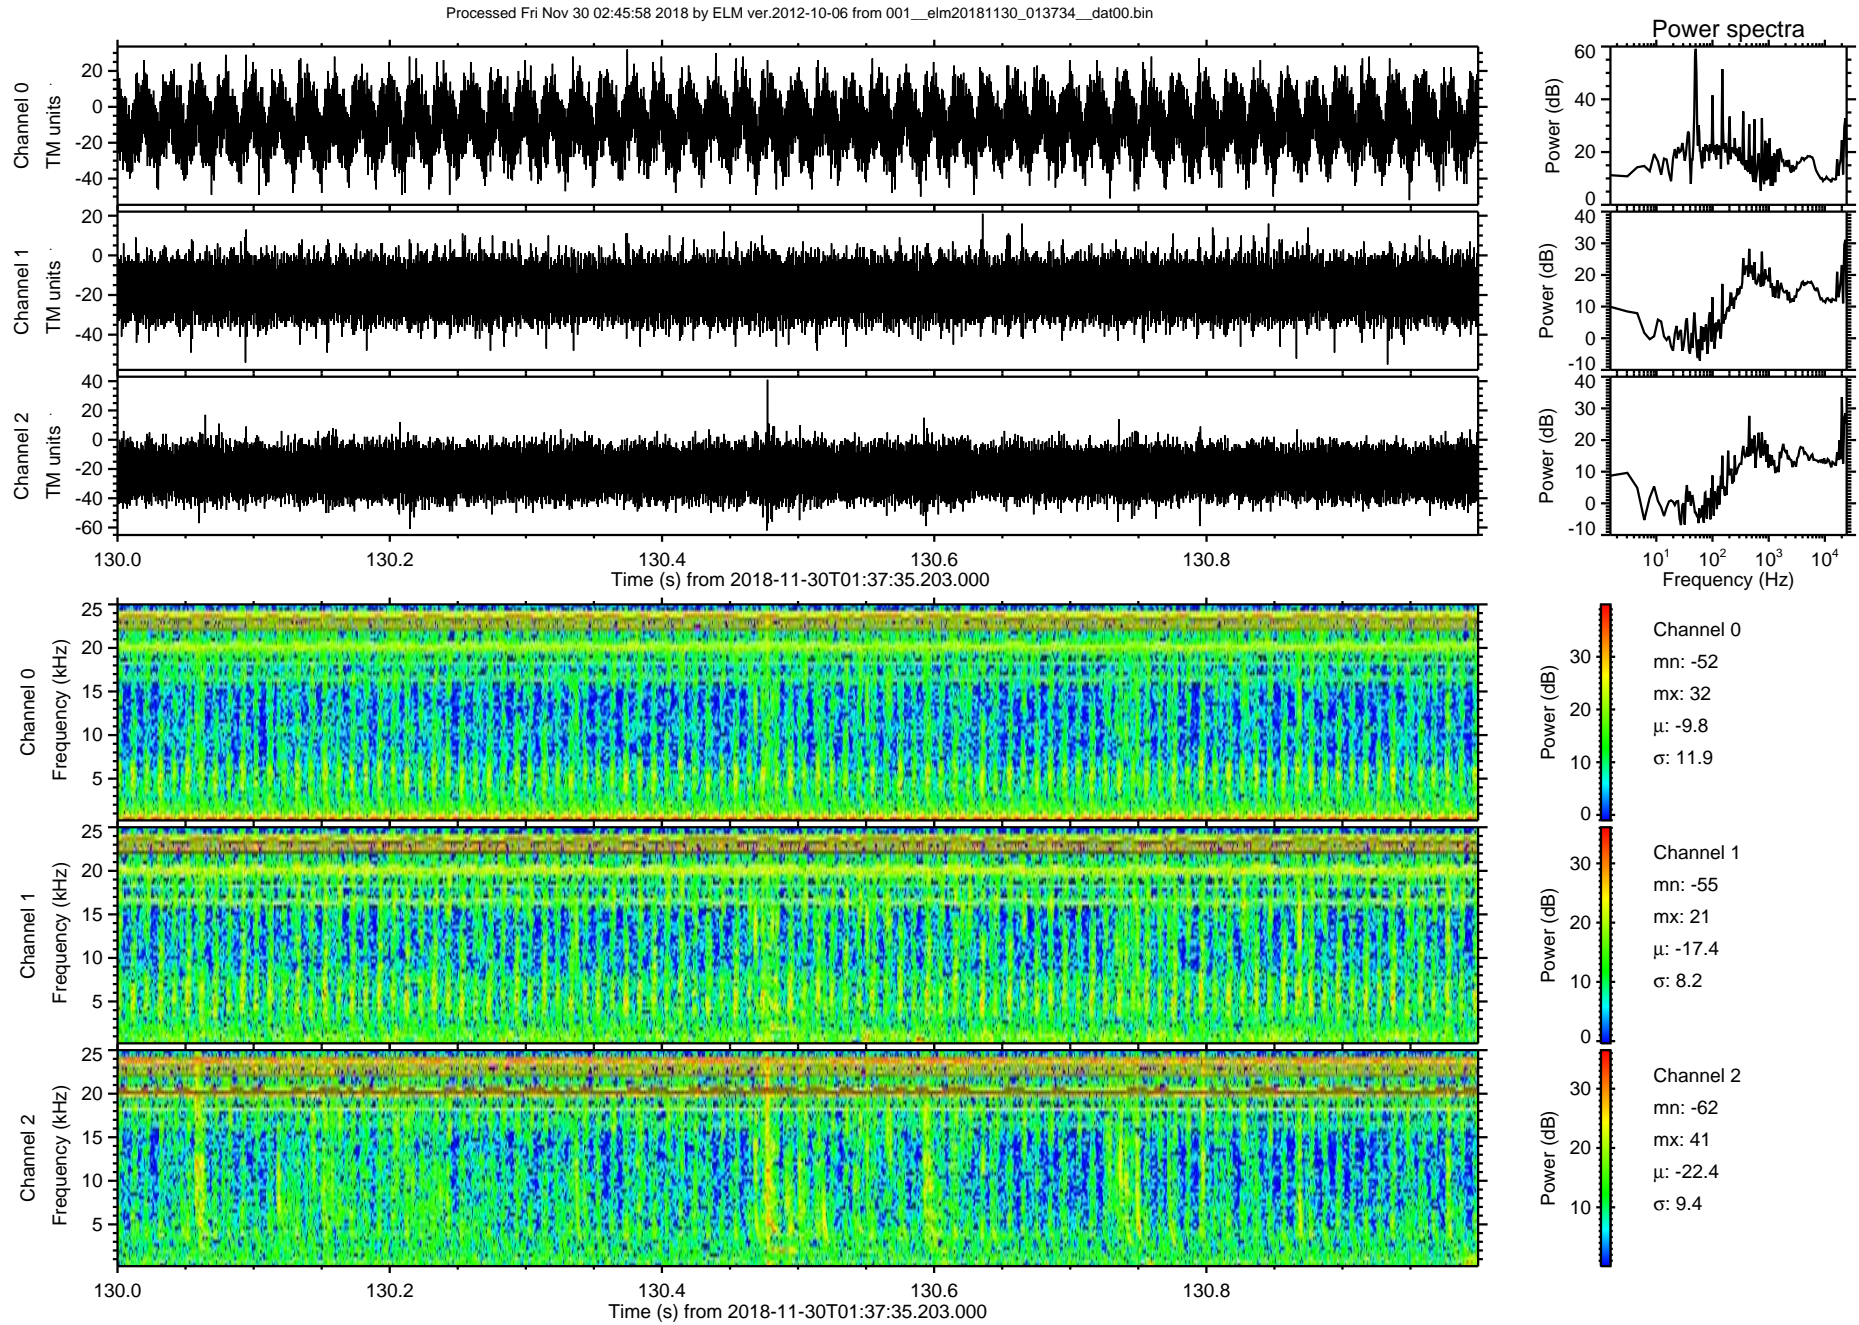 Processed Fri Nov 30 02:45:58 2018 by ELM ver.2012-10-06 from 001__elm20181130_013734__dat00.bin
Power spectra
Channel 0
TM units
20
0
-20
-40
Power (dB)
60
40
20
0
Channel 1
TM units
20
0
-20
-40
Power (dB)
40
30
20
10
0
-10
Channel 2
TM units
40
20
0
-20
-40
-60
Power (dB)
40
30
20
10
0
-10
130.0 130.2 130.4 130.6 130.8
Time (s) from 2018-11-30T01:37:35.203.000
10^1 10^2 10^3 10^4
Frequency (Hz)
Channel 0
Frequency (kHz)
25
20
15
10
5
Power (dB)
30
20
10
0
Channel 0
mn: -52
mx: 32
μ: -9.8
σ: 11.9
Channel 1
Frequency (kHz)
25
20
15
10
5
Power (dB)
30
20
10
0
Channel 1
mn: -55
mx: 21
μ: -17.4
σ: 8.2
Channel 2
Frequency (kHz)
25
20
15
10
5
Power (dB)
30
20
10
Channel 2
mn: -62
mx: 41
μ: -22.4
σ: 9.4
130.0 130.2 130.4 130.6 130.8
Time (s) from 2018-11-30T01:37:35.203.000